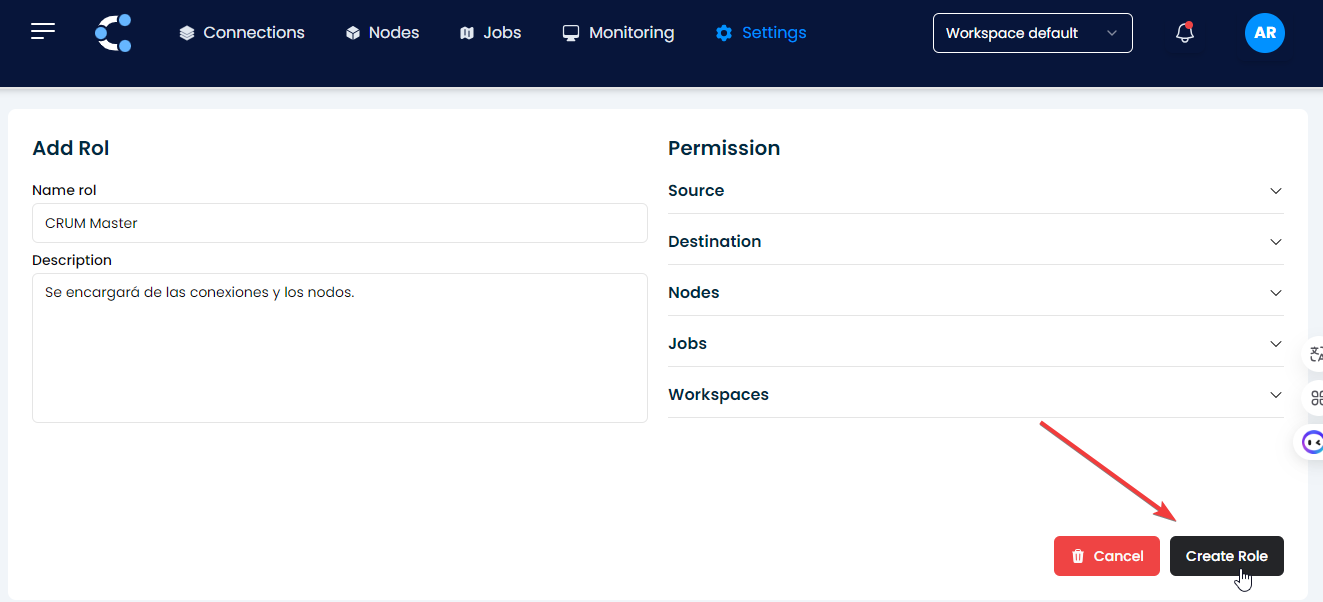 Connections
Nodes
Jobs
Monitoring
Settings
Workspace default
AR
Add Rol
Name rol
CRUM Master
Description
Se encargará de las conexiones y los nodos.
Permission
Source
Destination
Nodes
Jobs
Workspaces
Cancel
Create Role